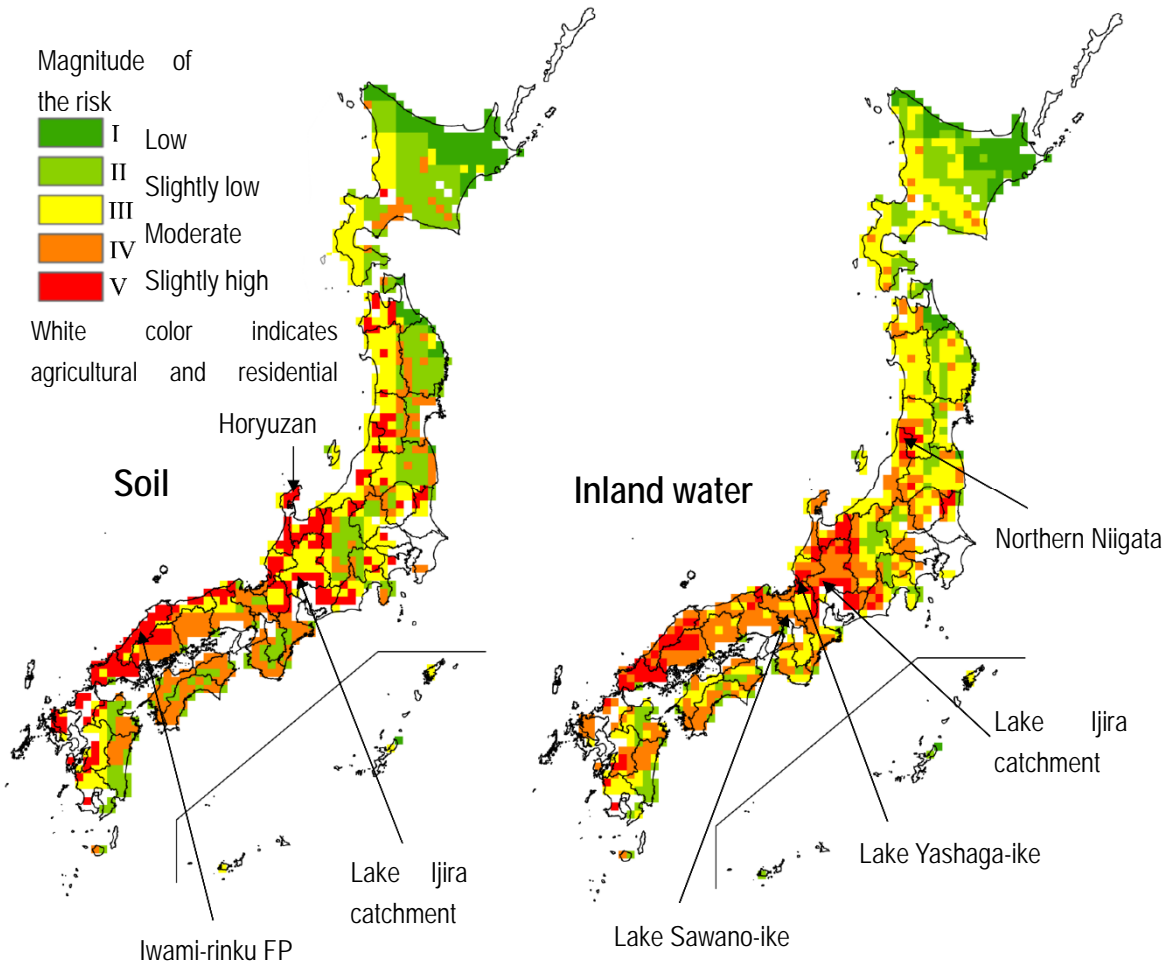 Magnitude of
the risk
I Low
II
Slightly low
III
Moderate
IV
V Slightly high
White color indicates
agricultural and residential
Horyuzan
Soil
Inland water
Northern Niigata
Lake Ijira
catchment
Lake Yashaga-ike
Lake Ijira
catchment
Lake Sawano-ike
Iwami-rinku FP